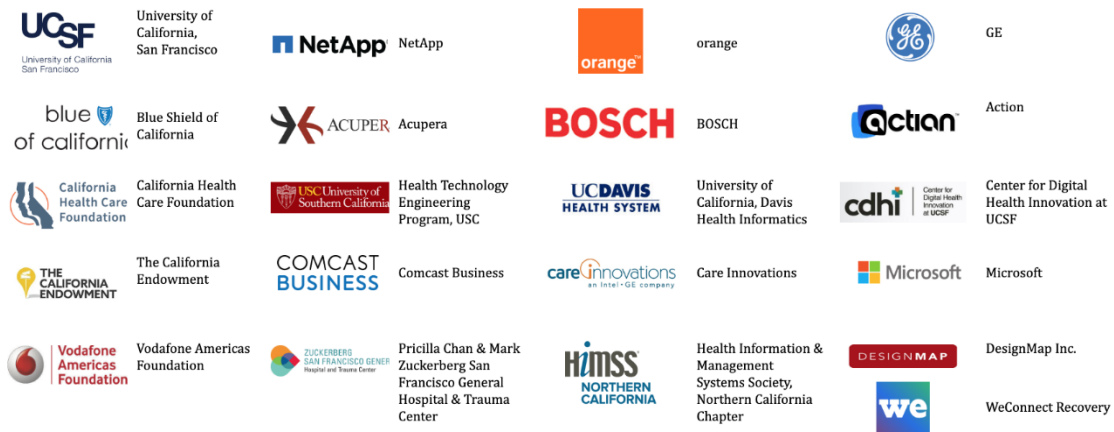 UCSF
University of California
San Francisco
University of
California,
San Francisco
NetApp
NetApp
orange™
orange
GE
GE
blue
of california
Blue Shield of
California
ACUPER
Acupera
BOSCH
BOSCH
actian™
Action
California
Health Care
Foundation
California Health
Care Foundation
USC University of
Southern California
Health Technology
Engineering
Program, USC
UCDAVIS
HEALTH SYSTEM
University of
California, Davis
Health Informatics
cdhi
Center for
Digital Health
Innovation
at UCSF
Center for Digital
Health Innovation at
UCSF
THE
CALIFORNIA
ENDOWMENT
The California
Endowment
COMCAST
BUSINESS
Comcast Business
careinnovations
an Intel·GE company
Care Innovations
Microsoft
Microsoft
Vodafone
Americas
Foundation
Vodafone Americas
Foundation
ZUCKERBERG
SAN FRANCISCO GENER
Hospital and Trauma Center
Pricilla Chan & Mark
Zuckerberg San
Francisco General
Hospital & Trauma
Center
HiMSS
NORTHERN
CALIFORNIA
Health Information &
Management
Systems Society,
Northern California
Chapter
DESIGNMAP
DesignMap Inc.
we
WeConnect Recovery